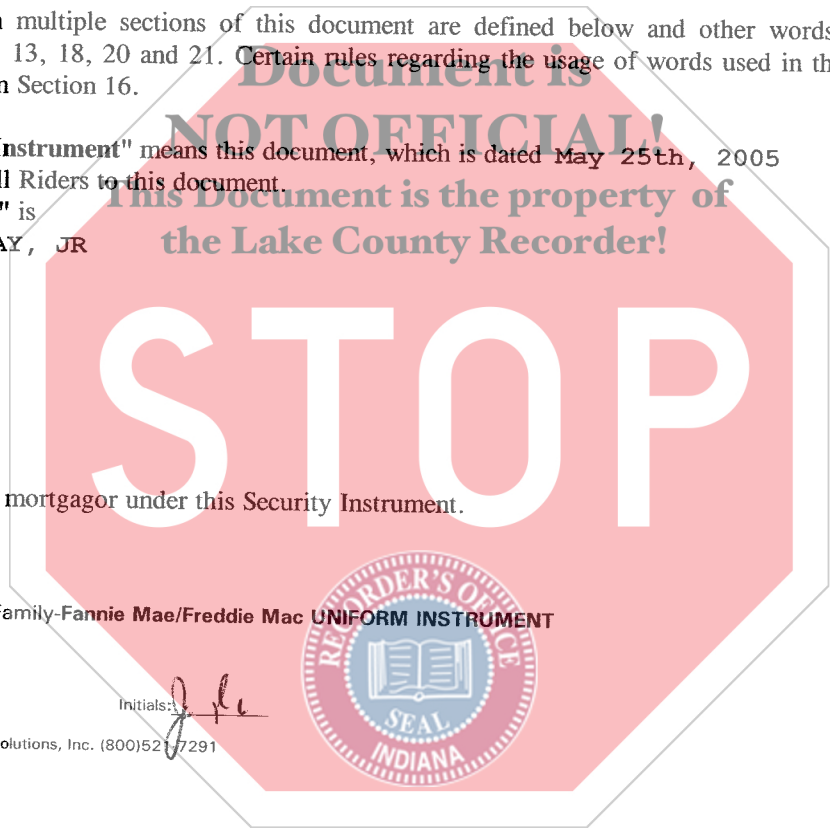 multiple sections of this document are defined below and other words
13, 18, 20 and 21. Certain rules regarding the usage of words used in th
n Section 16.
Document is
NOT OFFICIAL!
This Document is the property of
the Lake County Recorder!
Instrument" means this document, which is dated May 25th, 2005
ll Riders to this document.
" is
AY, JR
STOP
mortgagor under this Security Instrument.
Family-Fannie Mae/Freddie Mac UNIFORM INSTRUMENT
RECORDER'S OFFICE
SEAL
INDIANA
Initials:
olutions, Inc. (800)521-7291